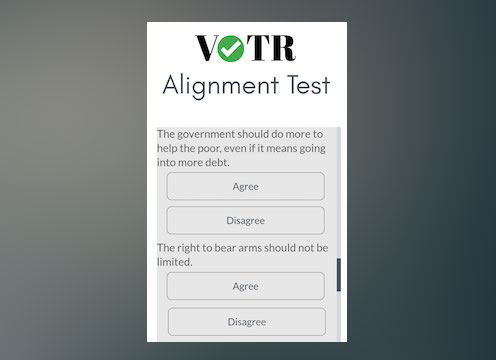 VOTR
Alignment Test
The government should do more to
help the poor, even if it means going
into more debt.
Agree
Disagree
The right to bear arms should not be
limited.
Agree
Disagree